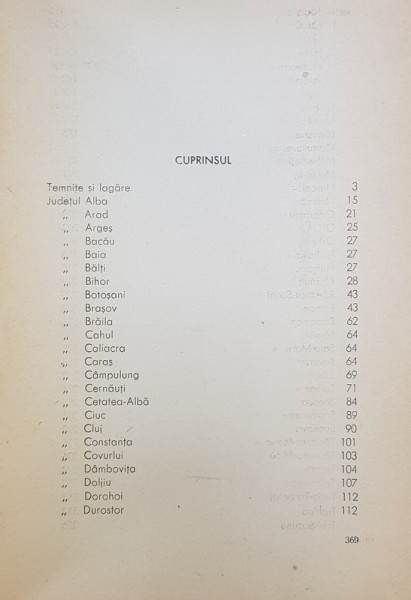 CUPRINSUL
Temnițe și lagăre 3
Județul Alba 15
„ Arad 21
„ Argeș 25
„ Bacău 27
„ Baia 27
„ Bălți 27
„ Bihor 28
„ Botoșani 43
„ Brașov 43
„ Brăila 62
„ Cahul 64
„ Caliacra 64
„ Caraș 64
„ Câmpulung 69
„ Cernăuți 71
„ Cetatea-Albă 84
„ Ciuc 89
„ Cluj 90
„ Constanța 101
„ Covurlui 103
„ Dâmbovița 104
„ Doljiu 107
„ Dorohoi 112
„ Durostor 112
369